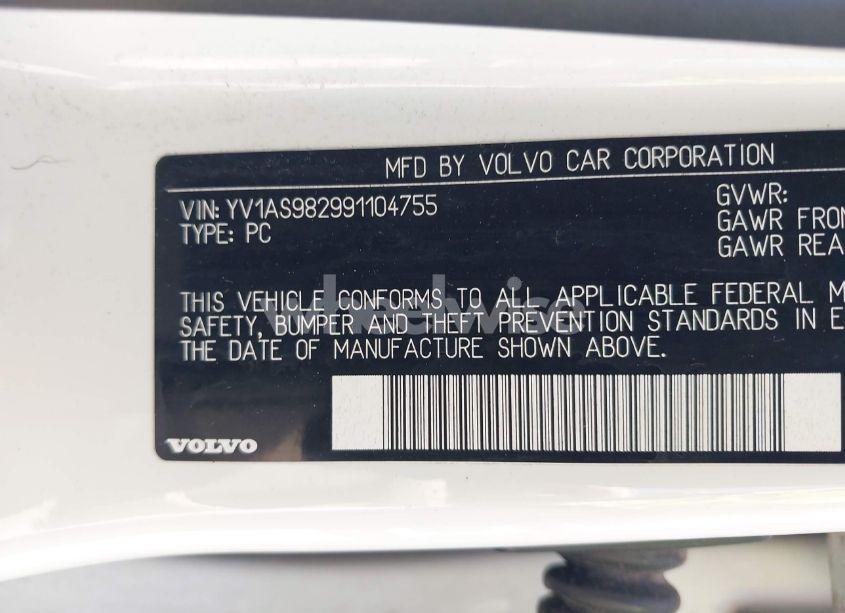 MFD BY VOLVO CAR CORPORATION
VIN: YV1AS982991104755
TYPE: PC
GVWR:
GAWR FRON
GAWR REA
wheelwise
THIS VEHICLE CONFORMS TO ALL APPLICABLE FEDERAL M
SAFETY, BUMPER AND THEFT PREVENTION STANDARDS IN E
THE DATE OF MANUFACTURE SHOWN ABOVE.
VOLVO